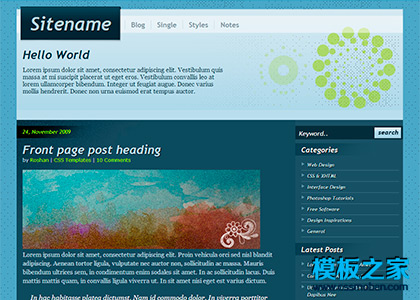 Sitename
Blog
Single
Styles
Notes
Hello World
Lorem ipsum dolor sit amet, consectetur adipiscing elit. Vestibulum quis
massa at mi suscipit placerat ut eget eros. Vestibulum convallis leo at
lorem ullamcorper bibendum. Integer ut feugiat augue. Donec varius
mollis hendrerit. Donec non urna euismod erat tempus auctor.
24, November 2009
Front page post heading
by Roshan | CSS Templates | 10 Comments
Lorem ipsum dolor sit amet, consectetur adipiscing elit. Proin vehicula orci sed nisl blandit
adipiscing. Aenean tortor ligula, vulputate nec auctor non, sollicitudin ac massa. Mauris
bibendum ultrices sem, in condimentum enim sodales sit amet. In ac sollicitudin lacus. Duis
mattis mattis quam, in convallis ligula viverra ut. In sit amet nisi eget est varius dictum.
In hac habitasse platea dictumst. Nam id commodo dolor. In viverra porttitor
Keyword..
search
Categories
Web Design
CSS & XHTML
Interface Design
Photoshop Tutorials
Free Software
Design Inspirations
General
Latest Posts
模板之家
Dapibus Nec